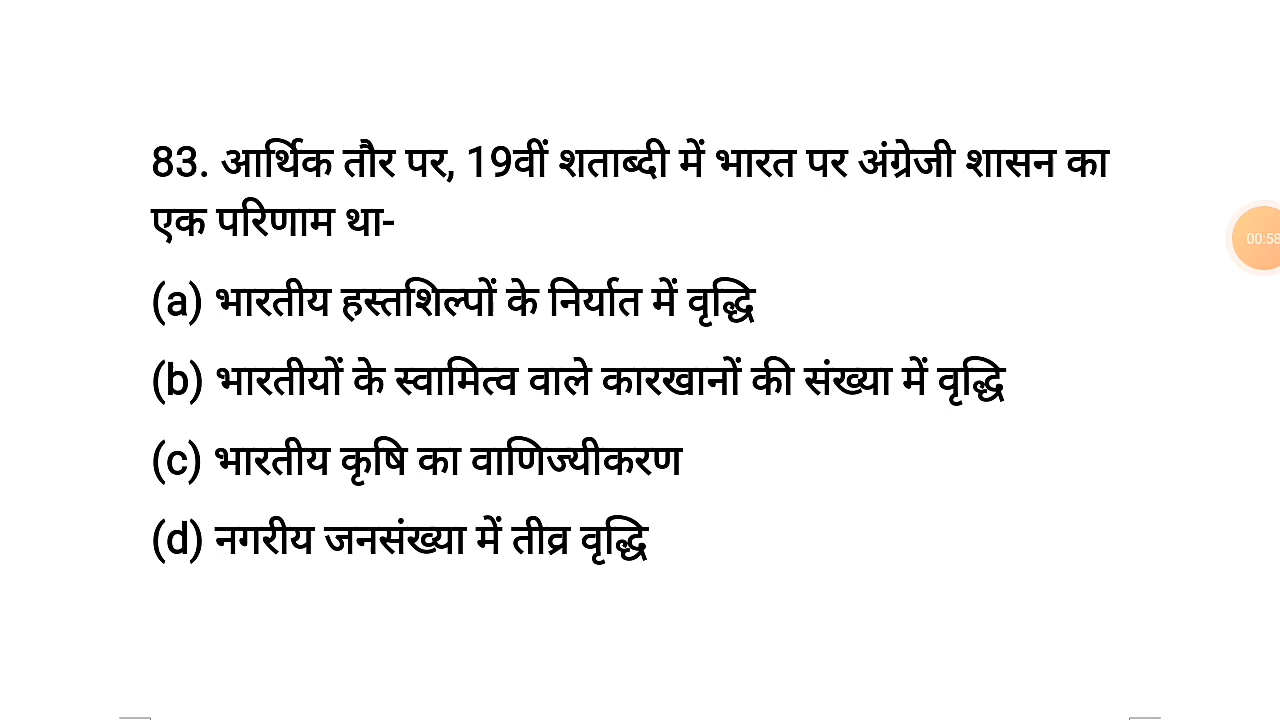 83. आर्थिक तौर पर, 19वीं शताब्दी में भारत पर अंग्रेजी शासन का
एक परिणाम था-
(a) भारतीय हस्तशिल्पों के निर्यात में वृद्धि
(b) भारतीयों के स्वामित्व वाले कारखानों की संख्या में वृद्धि
(c) भारतीय कृषि का वाणिज्यीकरण
(d) नगरीय जनसंख्या में तीव्र वृद्धि
00:58